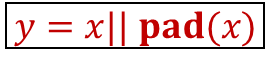 y = x|| pad(x)